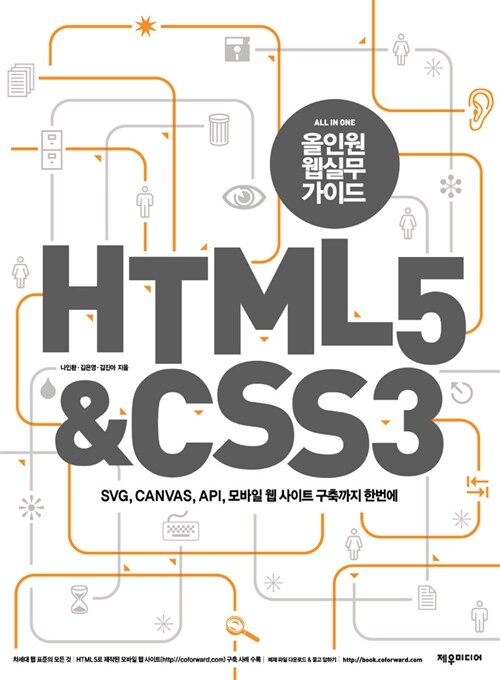 ALL IN ONE
올인원
웹실무
가이드
HTML5
나인환·김은영·김진아 지음
&CSS3
SVG, CANVAS, API, 모바일 웹 사이트 구축까지 한번에
차세대 웹 표준의 모든 것 | HTML 5로 제작된 모바일 웹 사이트(http://coforward.com) 구축 사례 수록 | 예제 파일 다운로드 & 묻고 답하기 | http://book.coforward.com
제우미디어